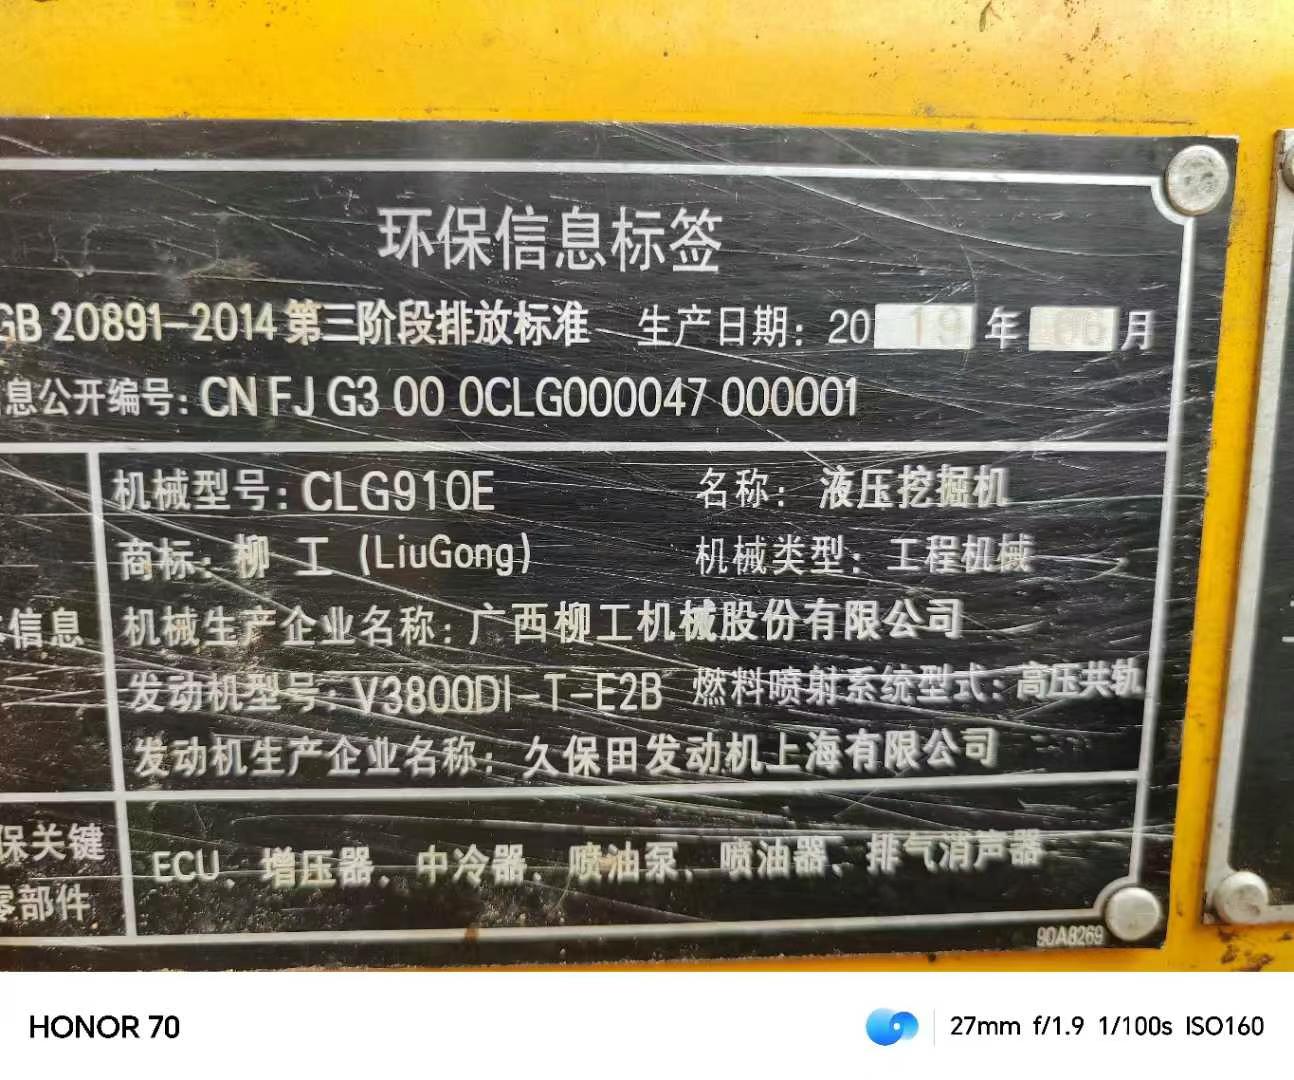 环保信息标签
GB 20891-2014 第三阶段排放标准 生产日期: 2019年 月
息公开编号: CN FJ G3 00 0CLG000047 000001
机械型号: CLG910E 名称: 液压挖掘机
商标: 柳 工 (LiuGong) 机械类型: 工程机械
信息 机械生产企业名称: 广西柳工机械股份有限公司
发动机型号: V3800DI-T-E2B 燃料喷射系统型式: 高压共轨
发动机生产企业名称: 久保田发动机上海有限公司
保关键
零部件 ECU、增压器、中冷器、喷油泵、喷油器、排气消声器
90A8269
HONOR 70
27mm f/1.9 1/100s ISO160